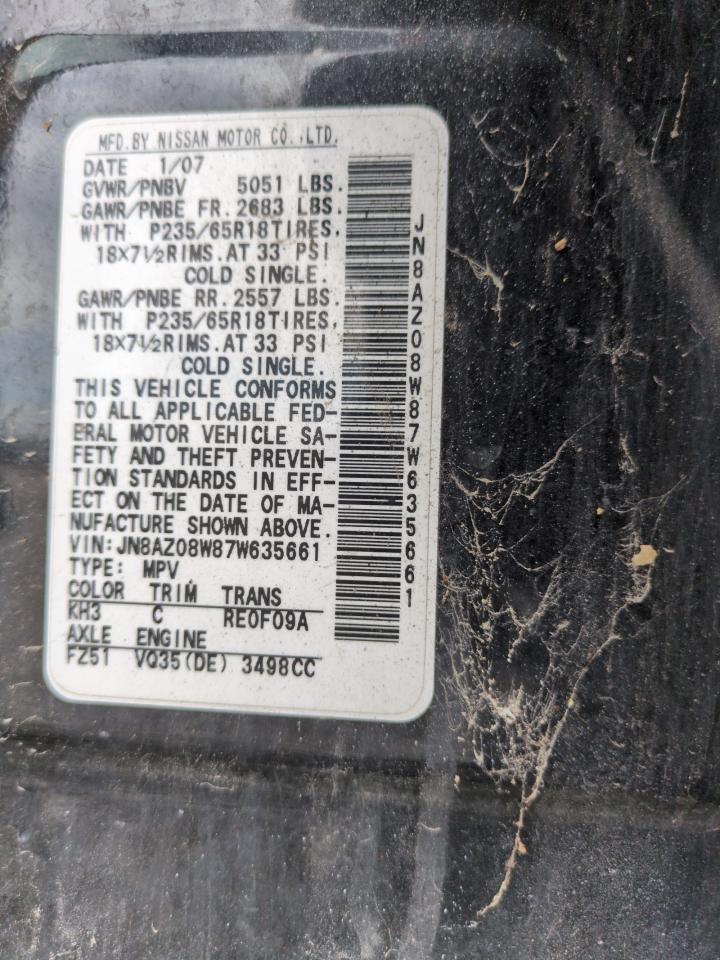 MFD.BY NISSAN MOTOR CO.,LTD.
DATE 1/07
GVWR/PNBV 5051 LBS.
GAWR/PNBE FR. 2683 LBS.
WITH P235/65R18TIRES,
18×7½RIMS.AT 33 PSI
COLD SINGLE.
GAWR/PNBE RR. 2557 LBS.
WITH P235/65R18TIRES,
18×7½RIMS.AT 33 PSI
COLD SINGLE.
THIS VEHICLE CONFORMS
TO ALL APPLICABLE FED-
ERAL MOTOR VEHICLE SA-
FETY AND THEFT PREVEN-
TION STANDARDS IN EFF-
ECT ON THE DATE OF MA-
NUFACTURE SHOWN ABOVE.
VIN:JN8AZ08W87W635661
TYPE: MPV
COLOR TRIM TRANS
KH3 C RE0F09A
AXLE ENGINE
FZ51 VQ35(DE) 3498CC
JN8AZ08W87W635661